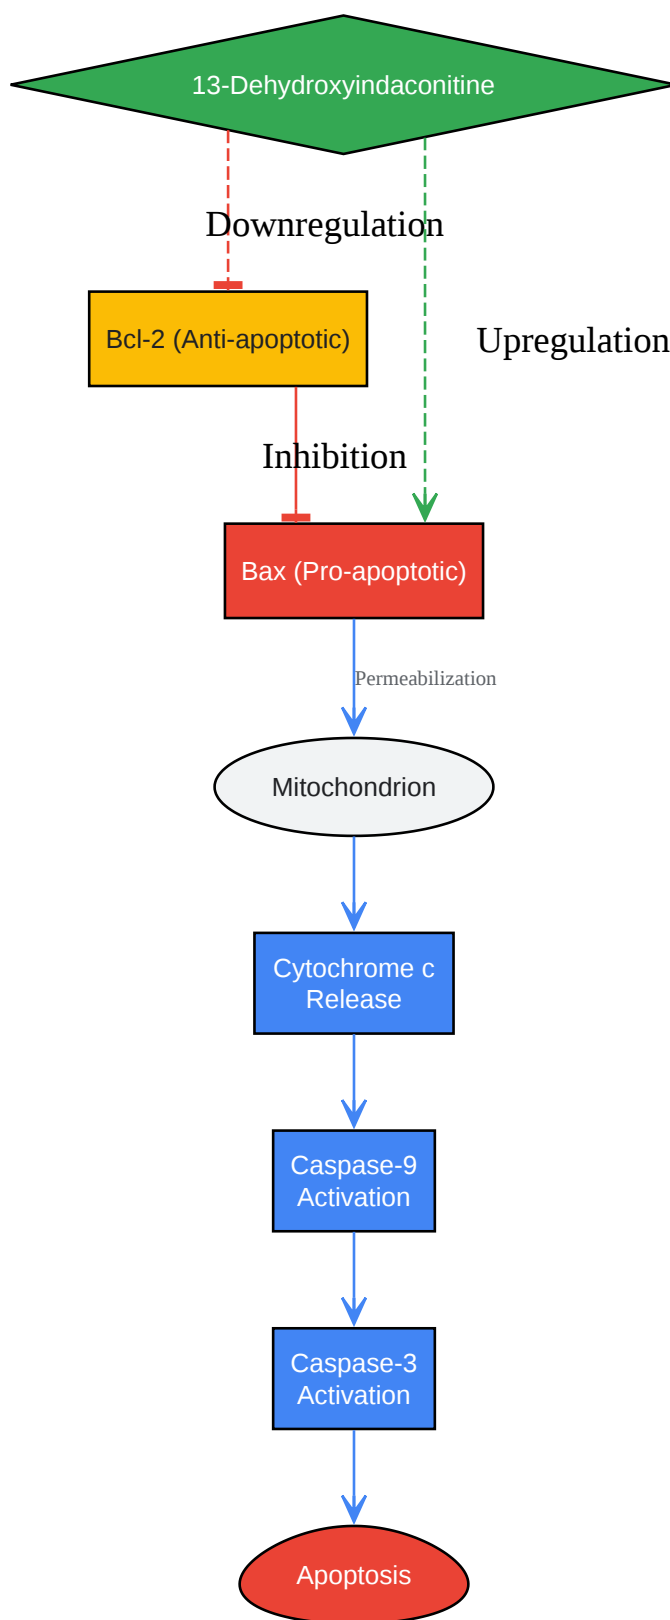 13-Dehydroxyindaconitine
Downregulation
Bcl-2 (Anti-apoptotic)
Upregulation
Inhibition
Bax (Pro-apoptotic)
Permeabilization
Mitochondrion
Cytochrome c
Release
Caspase-9
Activation
Caspase-3
Activation
Apoptosis